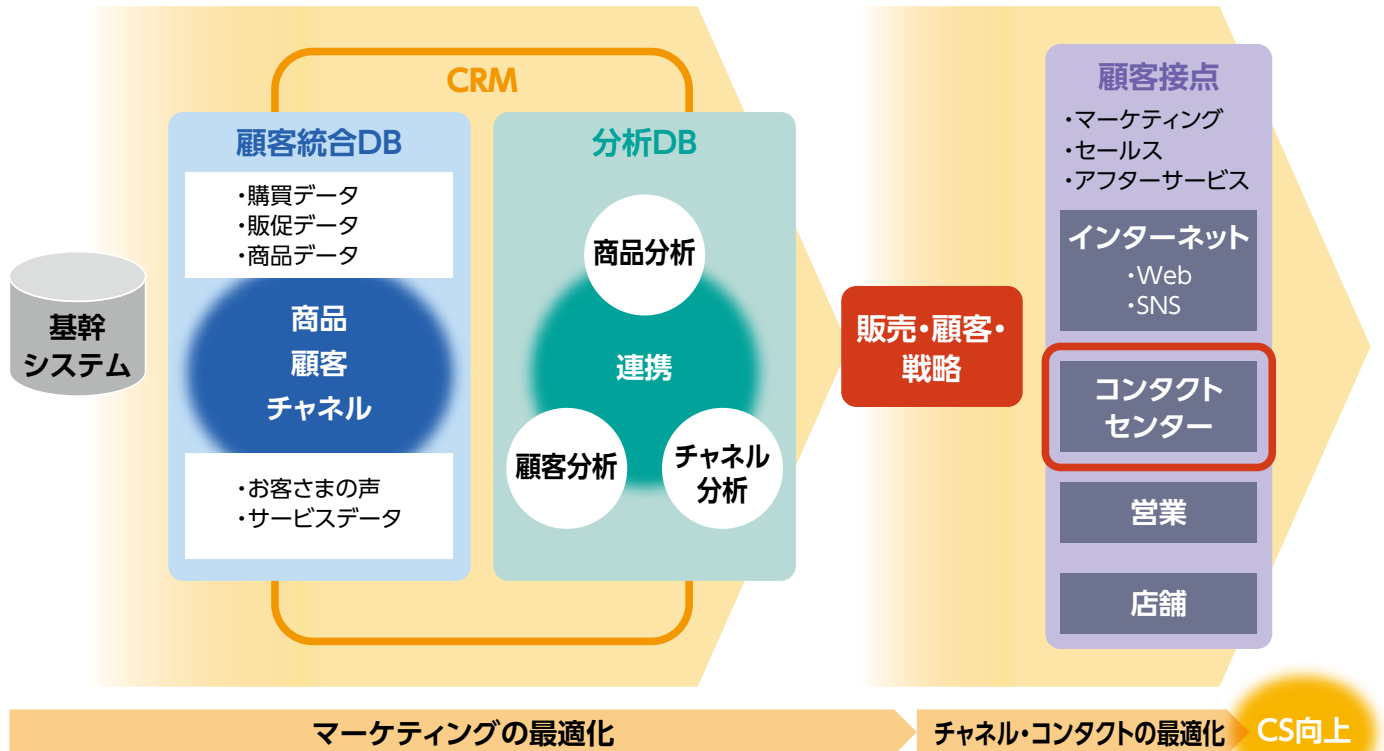 基幹
システム
CRM
顧客統合DB
・購買データ
・販促データ
・商品データ
商品
顧客
チャネル
・お客さまの声
・サービスデータ
分析DB
商品分析
連携
顧客分析
チャネル
分析
販売・顧客・
戦略
顧客接点
・マーケティング
・セールス
・アフターサービス
インターネット
・Web
・SNS
コンタクト
センター
営業
店舗
マーケティングの最適化
チャネル・コンタクトの最適化
CS向上